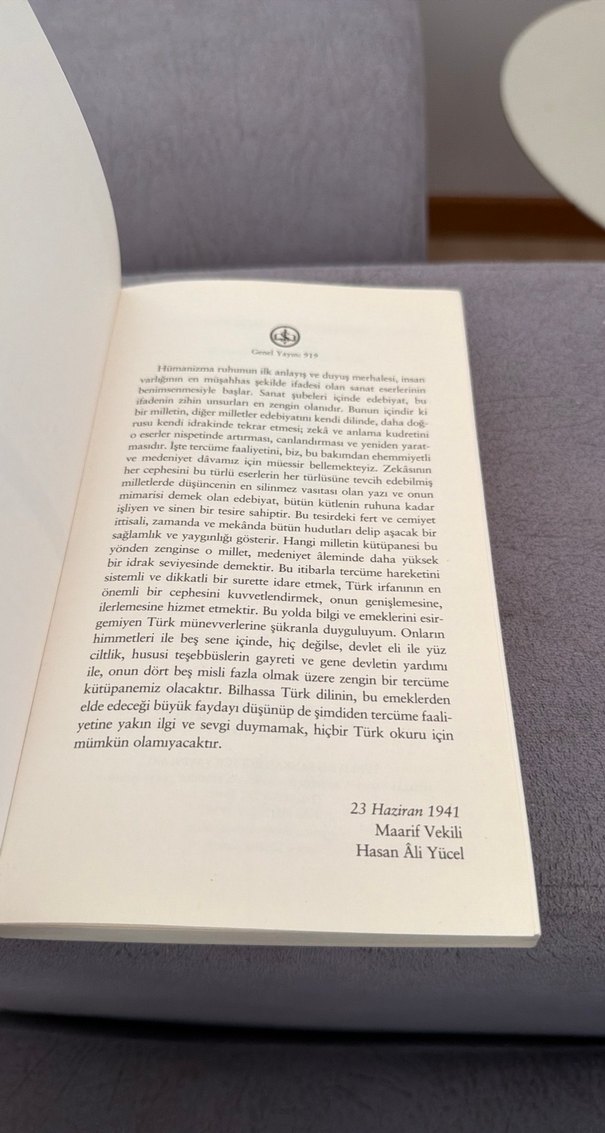 Genel Yayın: 919
Hümanizma ruhunun ilk anlayış ve duyuş merhalesi, insan
varlığının en müşahhas şekilde ifadesi olan sanat eserlerinin
benimsenmesiyle başlar. Sanat şubeleri içinde edebiyat, bu
ifadenin zihin unsurları en zengin olanıdır. Bunun içindir ki
bir milletin, diğer milletler edebiyatını kendi dilinde, daha doğ-
rusu kendi idrakinde tekrar etmesi; zekâ ve anlama kudretini
o eserler nispetinde artırması, canlandırması ve yeniden yarat-
masıdır. İşte tercüme faaliyetini, biz, bu bakımdan ehemmiyetli
ve medeniyet dâvamız için müessir bellemekteyiz. Zekâsının
her cephesini bu türlü eserlerin her türlüsüne tevcih edebilmiş
milletlerde düşüncenin en silinmez vasıtası olan yazı ve onun
mimarisi demek olan edebiyat, bütün kütlenin ruhuna kadar
işliyen ve sinen bir tesire sahiptir. Bu tesirdeki fert ve cemiyet
ittisali, zamanda ve mekânda bütün hudutları delip aşacak bir
sağlamlık ve yaygınlığı gösterir. Hangi milletin kütüpanesi bu
yönden zenginse o millet, medeniyet âleminde daha yüksek
bir idrak seviyesinde demektir. Bu itibarla tercüme hareketini
sistemli ve dikkatli bir surette idare etmek, Türk irfanının en
önemli bir cephesini kuvvetlendirmek, onun genişlemesine,
ilerlemesine hizmet etmektir. Bu yolda bilgi ve emeklerini esir-
gemiyen Türk münevverlerine şükranla duyguluyum. Onların
himmetleri ile beş sene içinde, hiç değilse, devlet eli ile yüz
ciltlik, hususi teşebbüslerin gayreti ve gene devletin yardımı
ile, onun dört beş misli fazla olmak üzere zengin bir tercüme
kütüpanemiz olacaktır. Bilhassa Türk dilinin, bu emeklerden
elde edeceği büyük faydayı düşünüp de şimdiden tercüme faali-
yetine yakın ilgi ve sevgi duymamak, hiçbir Türk okuru için
mümkün olamıyacaktır.
23 Haziran 1941
Maarif Vekili
Hasan Âli Yücel